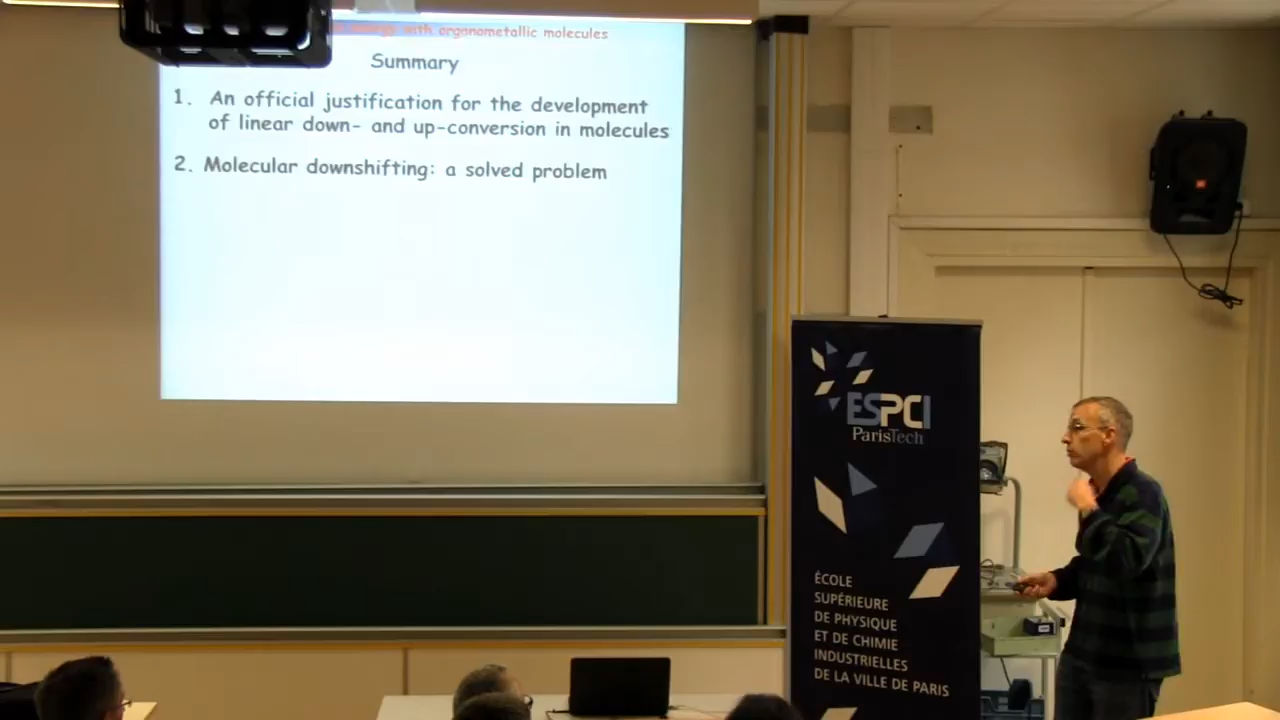 energy with organometallic molecules
Summary
1. An official justification for the development
of linear down- and up-conversion in molecules
2. Molecular downshifting: a solved problem
ESPCI
ParisTech
ÉCOLE
SUPÉRIEURE
DE PHYSIQUE
ET DE CHIMIE
INDUSTRIELLES
DE LA VILLE DE PARIS